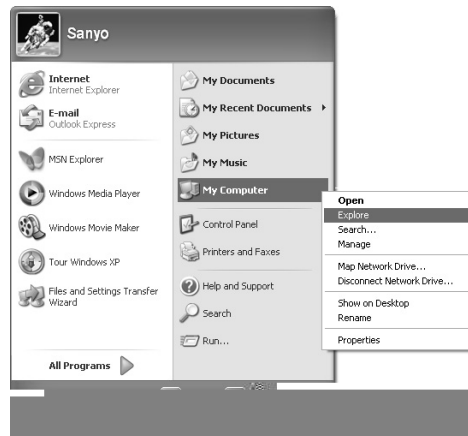 Sanyo
Internet
Internet Explorer
E-mail
Outlook Express
MSN Explorer
Windows Media Player
Windows Movie Maker
Tour Windows XP
Files and Settings Transfer
Wizard
All Programs
My Documents
My Recent Documents
My Pictures
My Music
My Computer
Control Panel
Printers and Faxes
Help and Support
Search
Run...
Open
Explore
Search...
Manage
Map Network Drive...
Disconnect Network Drive...
Show on Desktop
Rename
Properties